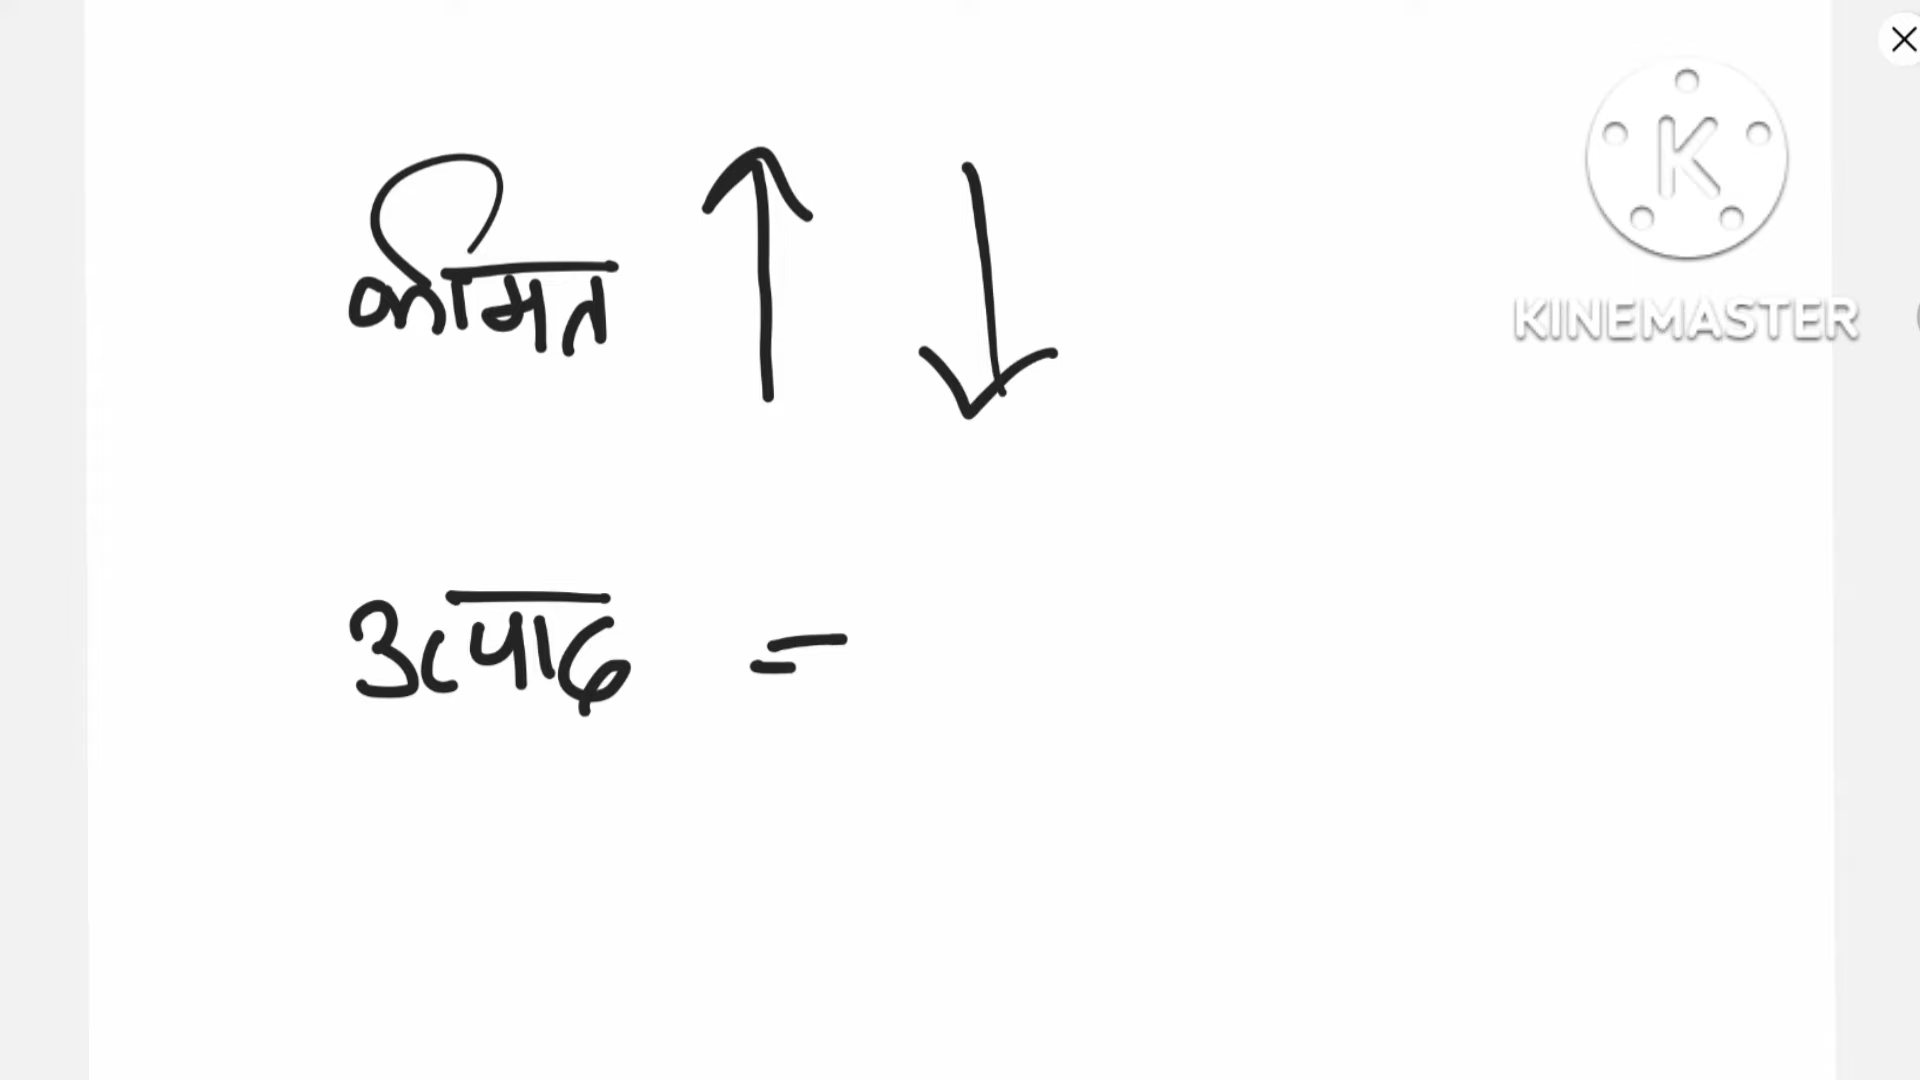 कीमत ↑ ↓
उत्पाद =
KINEMASTER